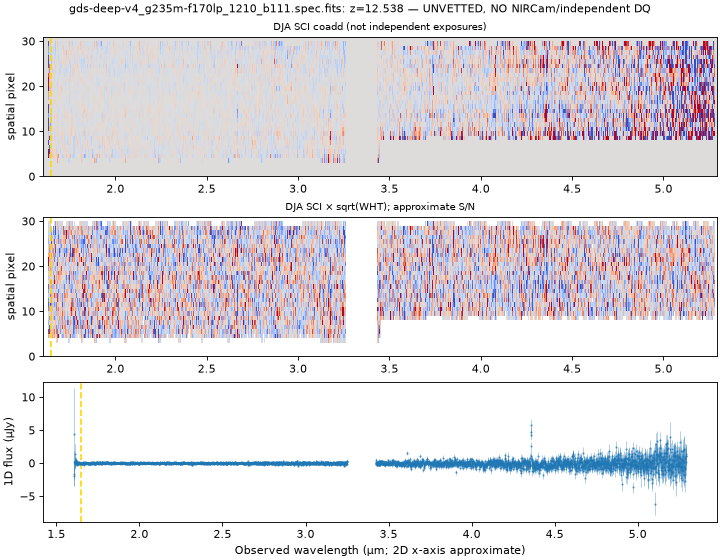 gds-deep-v4_g235m-f170lp_1210_b111.spec.fits: z=12.538 — UNVETTED, NO NIRCam/independent DQ
DJA SCI coadd (not independent exposures)
spatial pixel
30
20
10
0
2.0 2.5 3.0 3.5 4.0 4.5 5.0
DJA SCI × sqrt(WHT); approximate S/N
spatial pixel
30
20
10
0
2.0 2.5 3.0 3.5 4.0 4.5 5.0
1D flux (μJy)
10
5
0
−5
1.5 2.0 2.5 3.0 3.5 4.0 4.5 5.0
Observed wavelength (μm; 2D x-axis approximate)